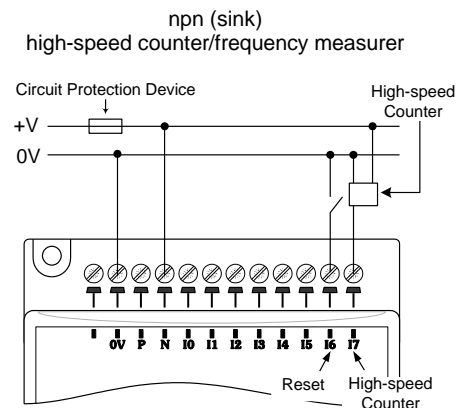 npn (sink)
high-speed counter/frequency measurer
Circuit Protection Device
High-speed
Counter
+V
0V
0V P N I0 I1 I2 I3 I4 I5 I6 I7
Reset
High-speed
Counter